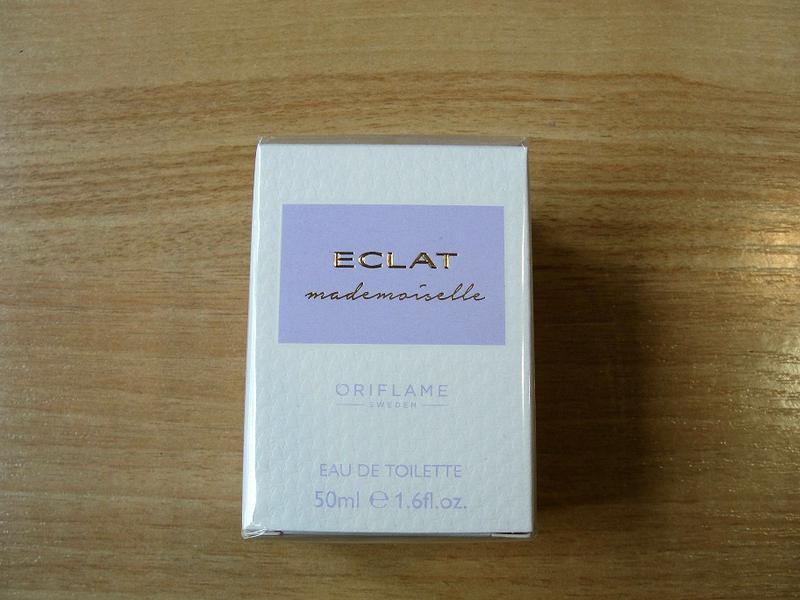 ECLAT
mademoiselle
ORIFLAME
SWEDEN
EAU DE TOILETTE
50ml ℮ 1.6fl.oz.